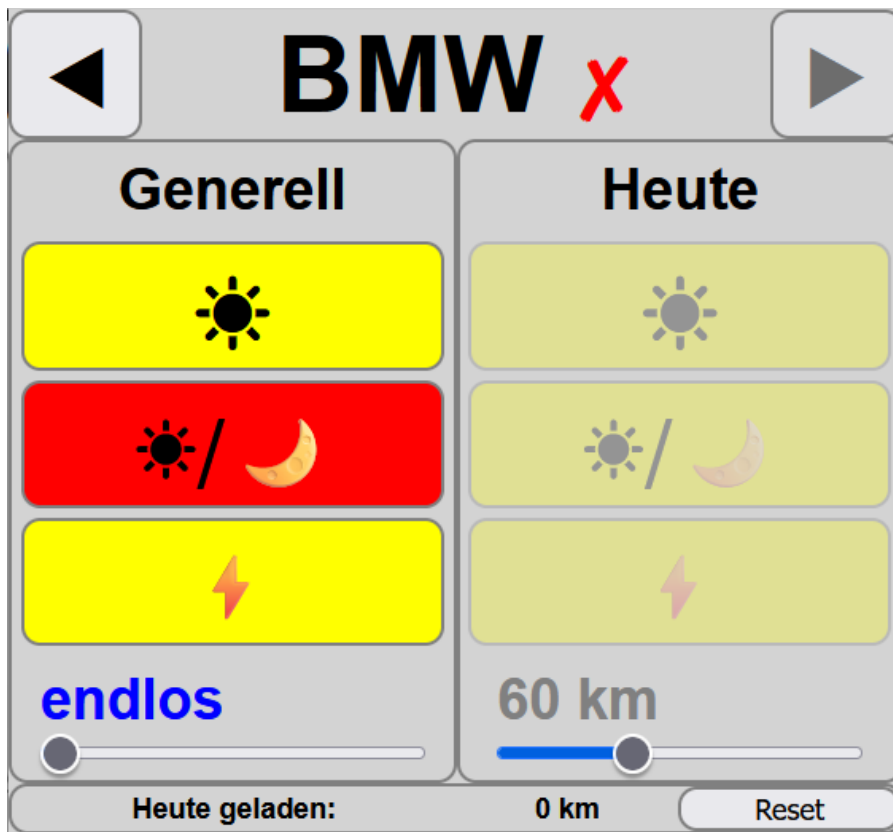 BMW ✗
Generell
Heute
/
/
endlos
60 km
Heute geladen: 0 km Reset